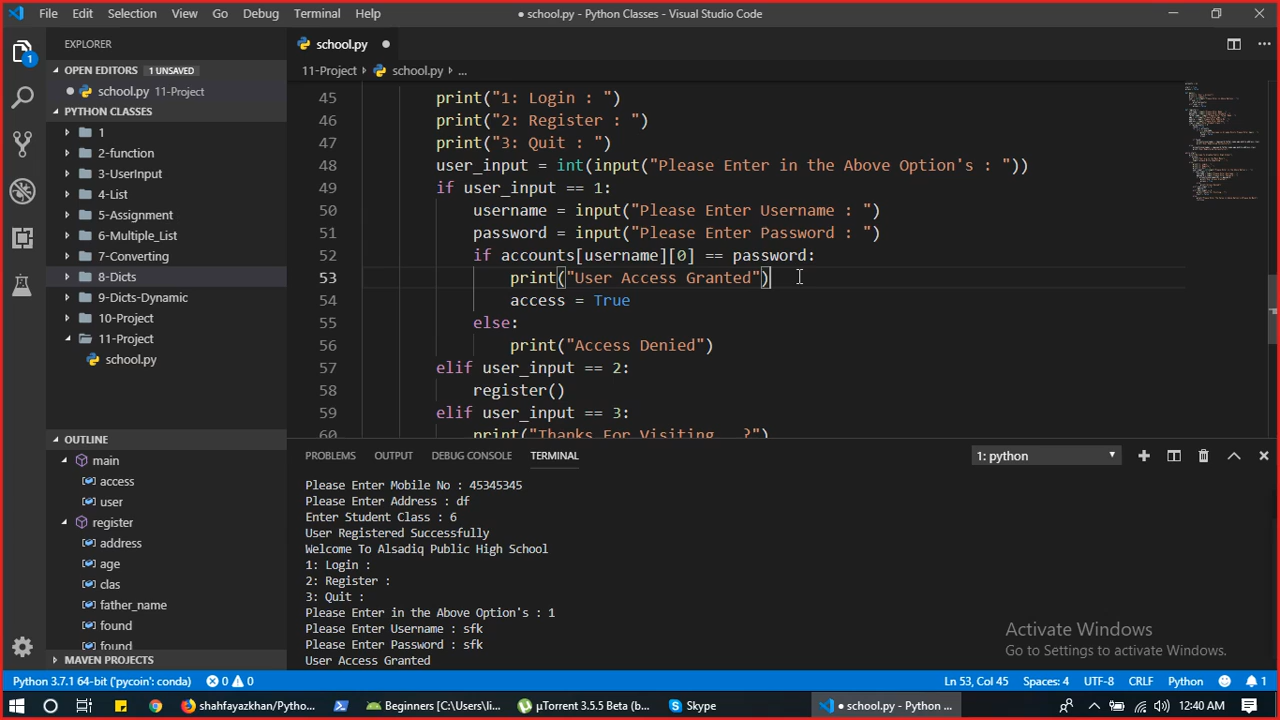 File Edit Selection View Go Debug Terminal Help
● school.py - Python Classes - Visual Studio Code
EXPLORER
OPEN EDITORS 1 UNSAVED
● school.py 11-Project
PYTHON CLASSES
1
2-function
3-UserInput
4-List
5-Assignment
6-Multiple_List
7-Converting
8-Dicts
9-Dicts-Dynamic
10-Project
11-Project
school.py
OUTLINE
main
access
user
register
address
age
clas
father_name
found
found
MAVEN PROJECTS
school.py ●
11-Project > school.py > ...
45 print("1: Login : ")
46 print("2: Register : ")
47 print("3: Quit : ")
48 user_input = int(input("Please Enter in the Above Option's : "))
49 if user_input == 1:
50 username = input("Please Enter Username : ")
51 password = input("Please Enter Password : ")
52 if accounts[username][0] == password:
53 print("User Access Granted")
54 access = True
55 else:
56 print("Access Denied")
57 elif user_input == 2:
58 register()
59 elif user_input == 3:
60 print("Thanks For Visiting...?")
PROBLEMS OUTPUT DEBUG CONSOLE TERMINAL
1: python
Please Enter Mobile No : 45345345
Please Enter Address : df
Enter Student Class : 6
User Registered Successfully
Welcome To Alsadiq Public High School
1: Login :
2: Register :
3: Quit :
Please Enter in the Above Option's : 1
Please Enter Username : sfk
Please Enter Password : sfk
User Access Granted
Activate Windows
Go to Settings to activate Windows.
Python 3.7.1 64-bit ('pycoin': conda) 0 0
Ln 53, Col 45 Spaces: 4 UTF-8 CRLF Python 1
shahfayazkhan/Pytho...
Beginners [C:\Users\li...
µTorrent 3.5.5 Beta (b...
Skype
● school.py - Python ...
12:40 AM